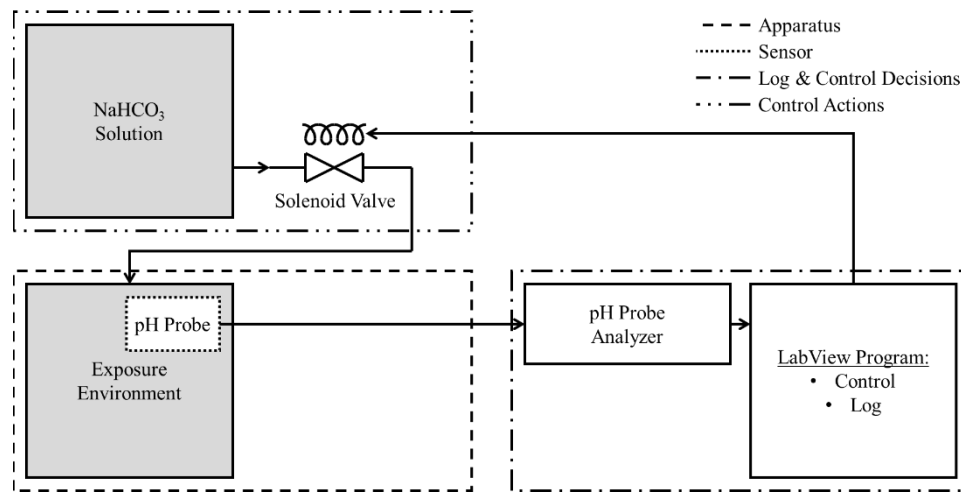 NaHCO₃
Solution
Solenoid Valve
Apparatus
Sensor
Log & Control Decisions
Control Actions
pH Probe
Exposure
Environment
pH Probe
Analyzer
LabView Program:
• Control
• Log